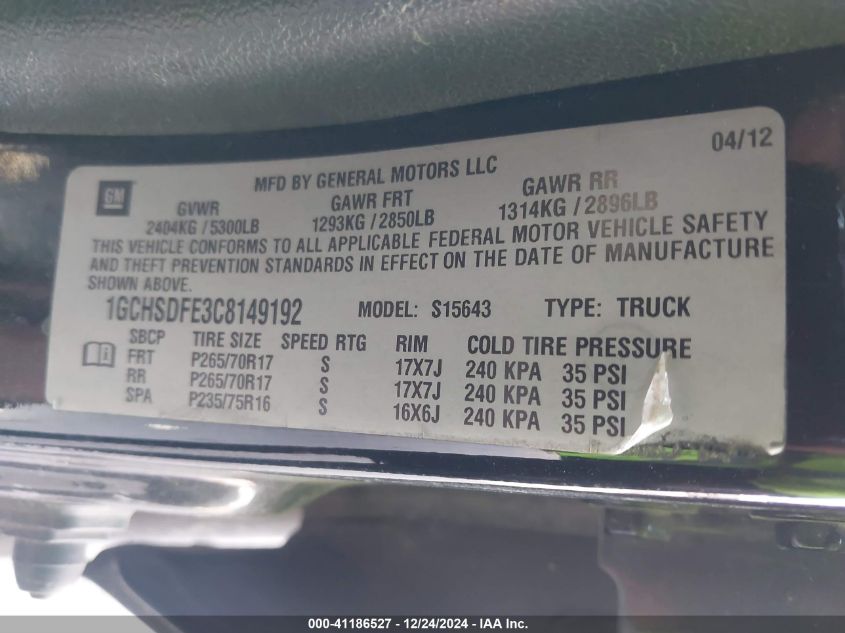 04/12
GM
MFD BY GENERAL MOTORS LLC
GVWR GAWR FRT GAWR RR
2404KG / 5300LB 1293KG / 2850LB 1314KG / 2896LB
THIS VEHICLE CONFORMS TO ALL APPLICABLE FEDERAL MOTOR VEHICLE SAFETY
AND THEFT PREVENTION STANDARDS IN EFFECT ON THE DATE OF MANUFACTURE
SHOWN ABOVE.
1GCHSDFE3C8149192 MODEL: S15643 TYPE: TRUCK
SBCP TIRE SIZE SPEED RTG RIM COLD TIRE PRESSURE
FRT P265/70R17 S 17X7J 240 KPA 35 PSI
RR P265/70R17 S 17X7J 240 KPA 35 PSI
SPA P235/75R16 S 16X6J 240 KPA 35 PSI
000-41186527 - 12/24/2024 - IAA Inc.